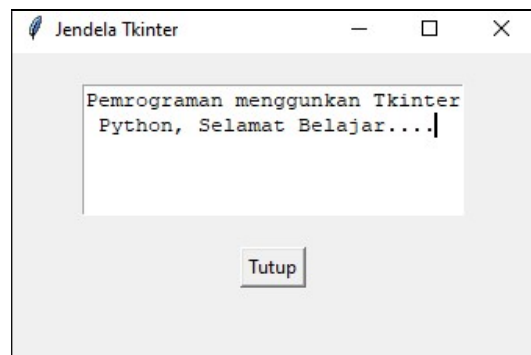 Jendela Tkinter
Pemrograman menggunkan Tkinter
Python, Selamat Belajar....
Tutup